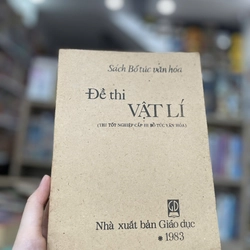 Sách Bổ túc văn hóa
Đề thi
VẬT LÍ
(THI TỐT NGHIỆP CẤP III BỔ TÚC VĂN HÓA)
Nhà xuất bản Giáo dục
1983